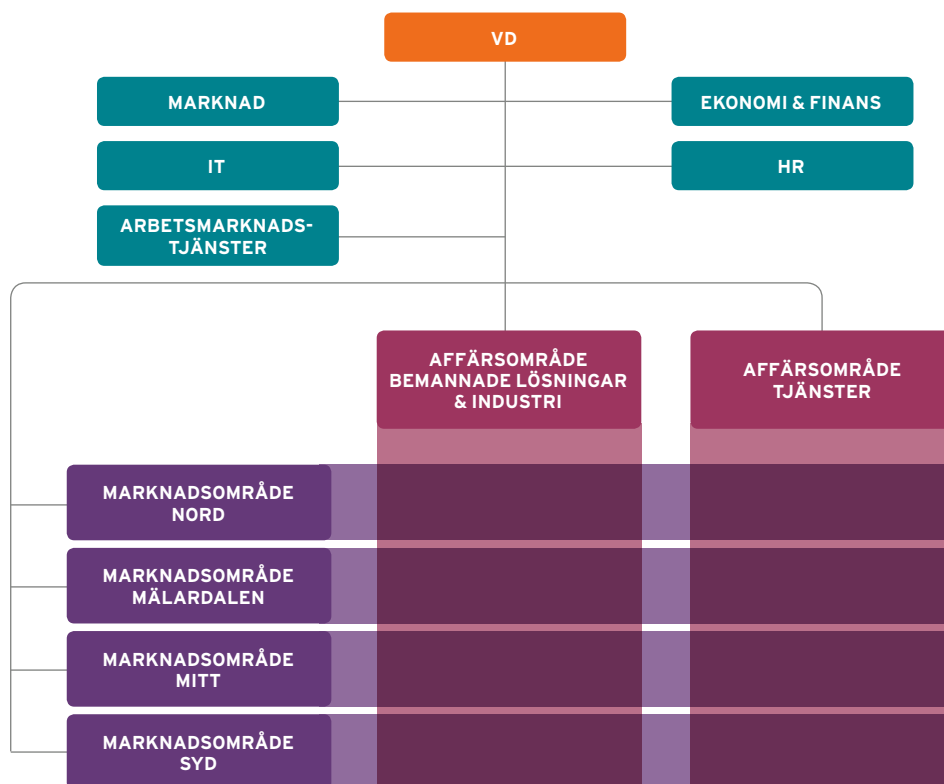 VD
MARKNAD
EKONOMI & FINANS
IT
HR
ARBETSMARKNADS-
TJÄNSTER
AFFÄRSOMRÅDE
BEMANNADE LÖSNINGAR
& INDUSTRI
AFFÄRSOMRÅDE
TJÄNSTER
MARKNADSOMRÅDE
NORD
MARKNADSOMRÅDE
MÄLARDALEN
MARKNADSOMRÅDE
MITT
MARKNADSOMRÅDE
SYD